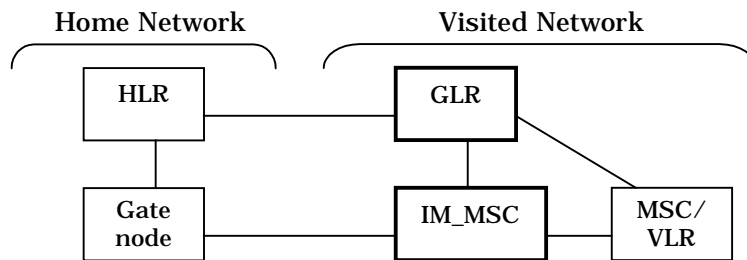 Home Network
Visited Network
HLR
GLR
Gate
node
IM_MSC
MSC/
VLR